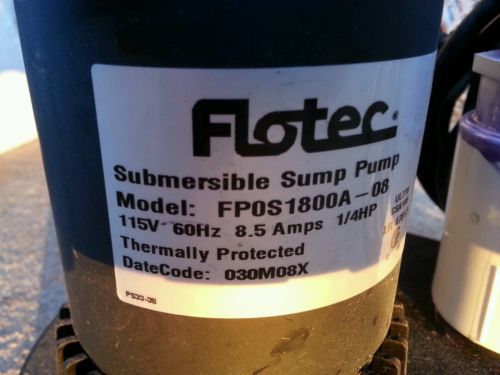 Flotec®
Submersible Sump Pump
Model: FP0S1800A-08
115V 60Hz 8.5 Amps 1/4HP
Thermally Protected
DateCode: 030M08X
PS33-38